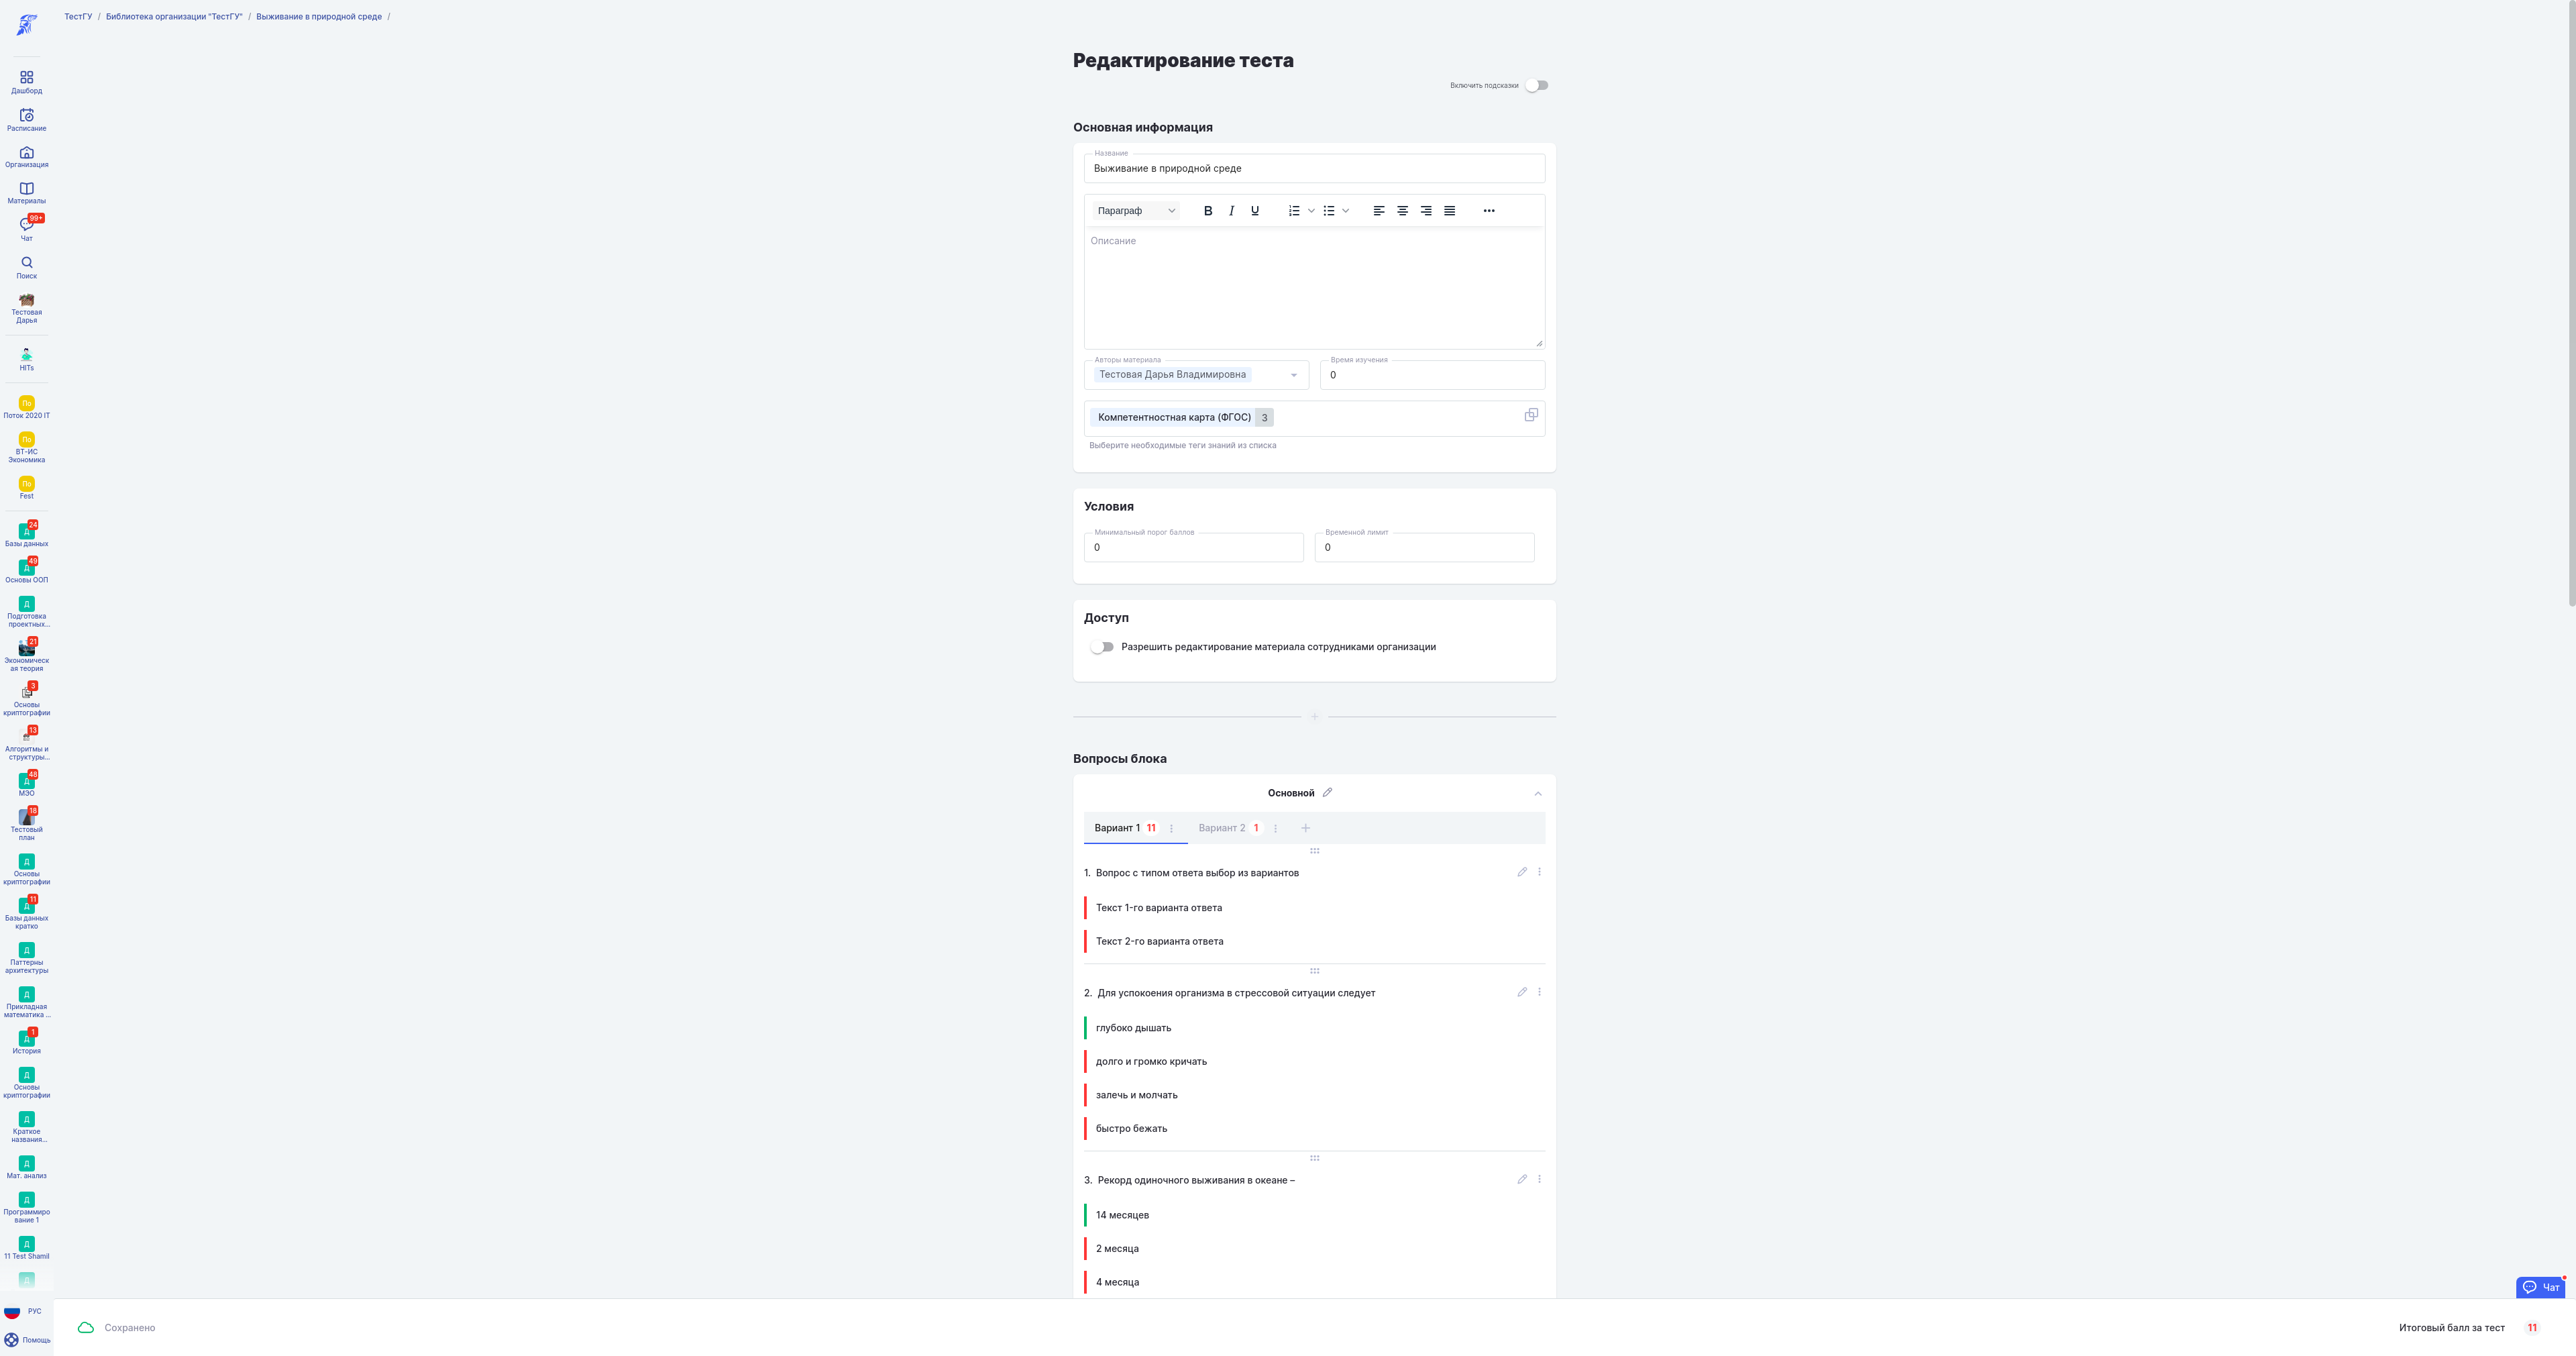 ТестГУ / Библиотека организации "ТестГУ" / Выживание в природной среде /
Дашборд
Расписание
Организация
Материалы
99+
Чат
Поиск
Тестовая
Дарья
HITs
По
Поток 2020 IT
По
ВТ-ИС
Экономика
По
Fest
24
Д
Базы данных
49
Д
Основы ООП
Д
Подготовка
проектных...
21
Экономическ
ая теория
3
Основы
криптографии
13
Алгоритмы и
структуры...
48
Д
МЭО
18
Тестовый
план
Д
Основы
криптографии
11
Д
Базы данных
кратко
Д
Паттерны
архитектуры
Д
Прикладная
математика ...
1
Д
История
Д
Основы
криптографии
Д
Краткое
названия...
Д
Мат. анализ
Д
Программиро
вание 1
Д
11 Test Shamil
Д
РУС
Помощь
Редактирование теста
Включить подсказки
Основная информация
Название
Выживание в природной среде
Параграф B I U
Описание
Авторы материала
Тестовая Дарья Владимировна
Время изучения
0
Компетентностная карта (ФГОС) 3
Выберите необходимые теги знаний из списка
Условия
Минимальный порог баллов
0
Временной лимит
0
Доступ
Разрешить редактирование материала сотрудниками организации
Вопросы блока
Основной
Вариант 1 11 Вариант 2 1
1. Вопрос с типом ответа выбор из вариантов
Текст 1-го варианта ответа
Текст 2-го варианта ответа
2. Для успокоения организма в стрессовой ситуации следует
глубоко дышать
долго и громко кричать
залечь и молчать
быстро бежать
3. Рекорд одиночного выживания в океане –
14 месяцев
2 месяца
4 месяца
Чат
Сохранено
Итоговый балл за тест 11